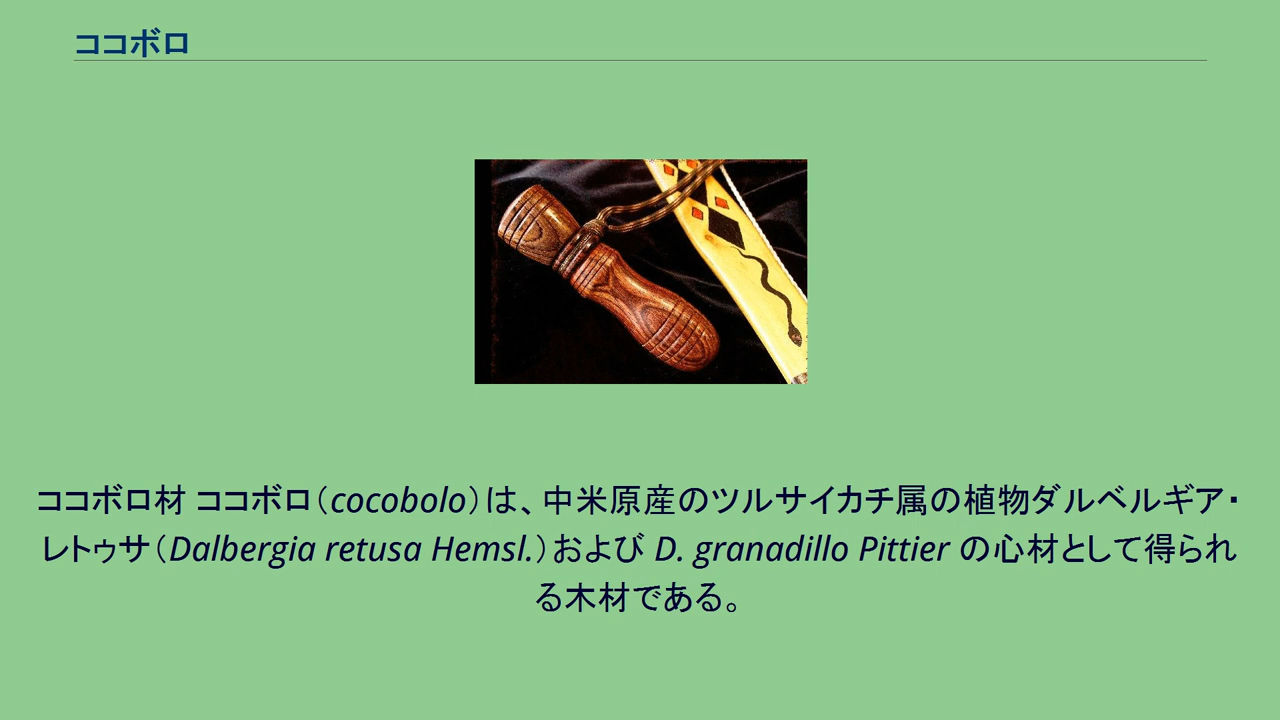 ココボロ
ココボロ材 ココボロ（cocobolo）は、中米原産のツルサイカチ属の植物ダルベルギア・
レトゥサ（Dalbergia retusa Hemsl.）および D. granadillo Pittier の心材として得られ
る木材である。